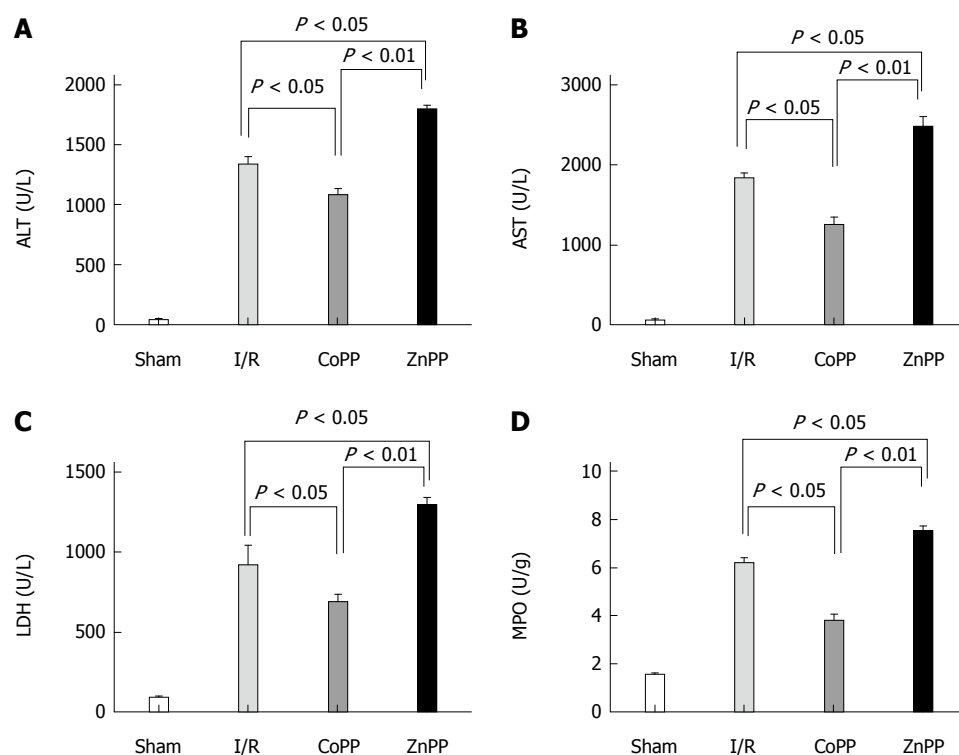 A
P < 0.05
P < 0.01
P < 0.05
2000
1500
1000
500
0
ALT (U/L)
Sham I/R CoPP ZnPP
B
P < 0.05
P < 0.01
P < 0.05
3000
2000
1000
0
AST (U/L)
Sham I/R CoPP ZnPP
C
P < 0.05
P < 0.01
P < 0.05
1500
1000
500
0
LDH (U/L)
Sham I/R CoPP ZnPP
D
P < 0.05
P < 0.01
P < 0.05
10
8
6
4
2
0
MPO (U/g)
Sham I/R CoPP ZnPP